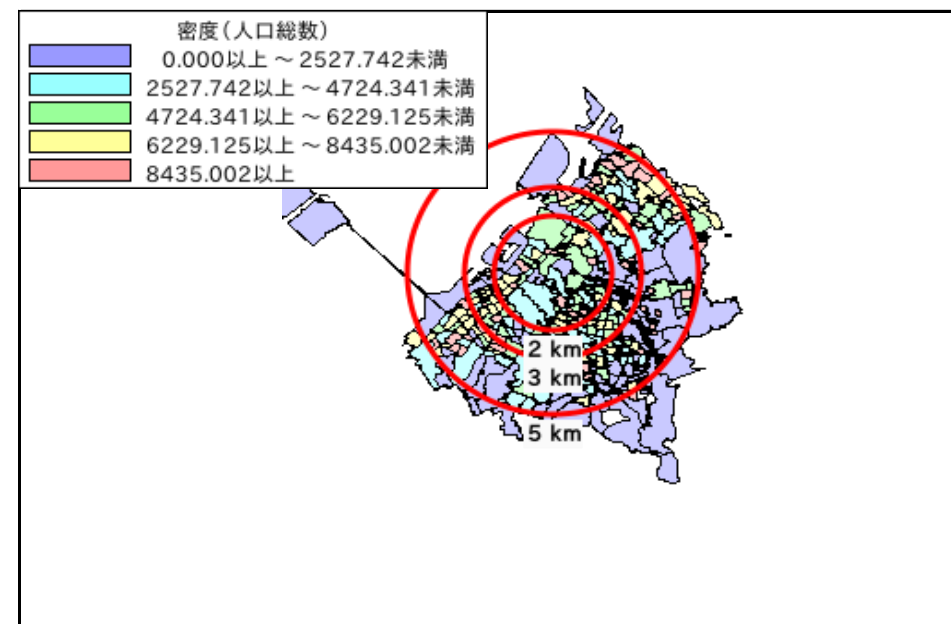 密度(人口総数)
0.000以上 ～ 2527.742未満
2527.742以上 ～ 4724.341未満
4724.341以上 ～ 6229.125未満
6229.125以上 ～ 8435.002未満
8435.002以上
2 km
3 km
5 km